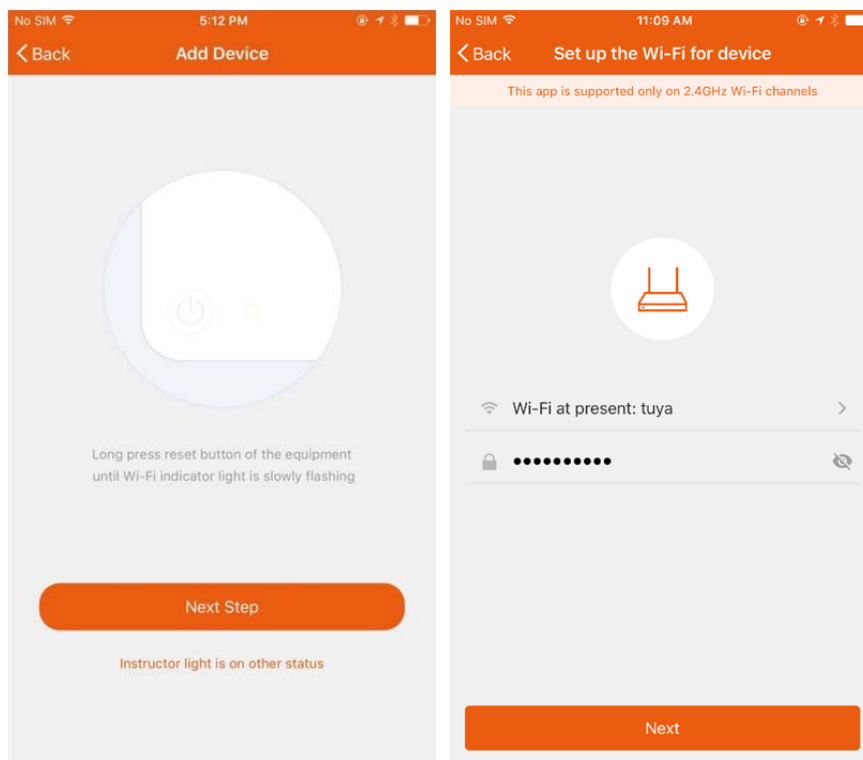 No SIM 5:12 PM
Back Add Device
Long press reset button of the equipment
until Wi-Fi indicator light is slowly flashing
Next Step
Instructor light is on other status
No SIM 11:09 AM
Back Set up the Wi-Fi for device
This app is supported only on 2.4GHz Wi-Fi channels
Wi-Fi at present: tuya
●●●●●●●●●●
Next